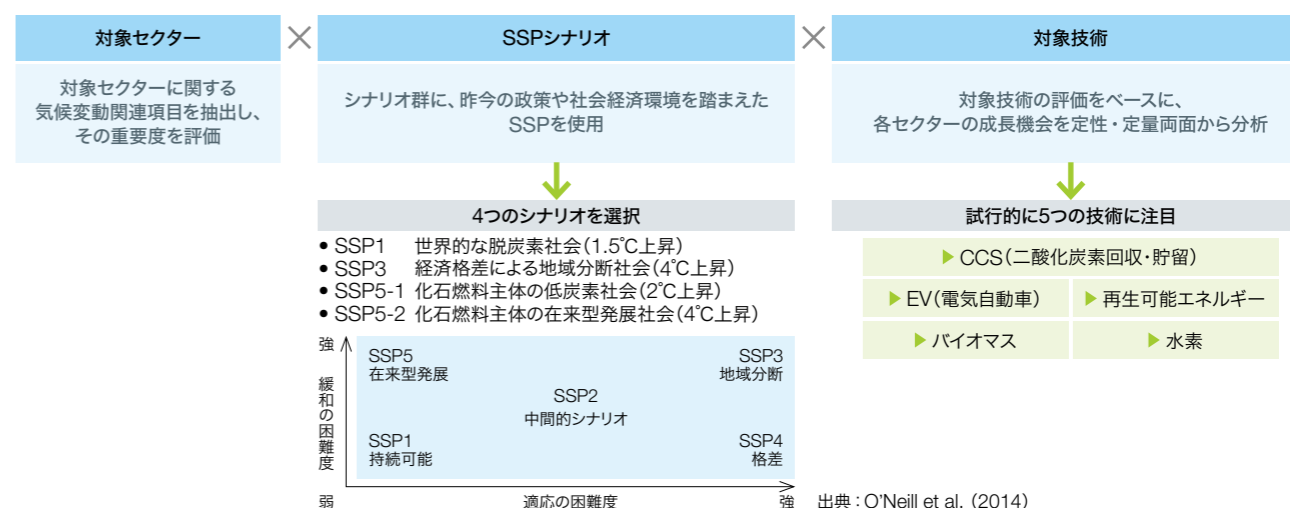 対象セクター
×
SSPシナリオ
×
対象技術
対象セクターに関する
気候変動関連項目を抽出し、
その重要度を評価
シナリオ群に、昨今の政策や社会経済環境を踏まえた
SSPを使用
対象技術の評価をベースに、
各セクターの成長機会を定性・定量両面から分析
4つのシナリオを選択
• SSP1 世界的な脱炭素社会(1.5℃上昇)
• SSP3 経済格差による地域分断社会(4℃上昇)
• SSP5-1 化石燃料主体の低炭素社会(2℃上昇)
• SSP5-2 化石燃料主体の在来型発展社会(4℃上昇)
試行的に5つの技術に注目
▶ CCS(二酸化炭素回収・貯留)
▶ EV(電気自動車)
▶ 再生可能エネルギー
▶ バイオマス
▶ 水素
強
緩和の困難度
弱
SSP5
在来型発展
SSP3
地域分断
SSP2
中間的シナリオ
SSP1
持続可能
SSP4
格差
適応の困難度
強
出典：O'Neill et al. (2014)